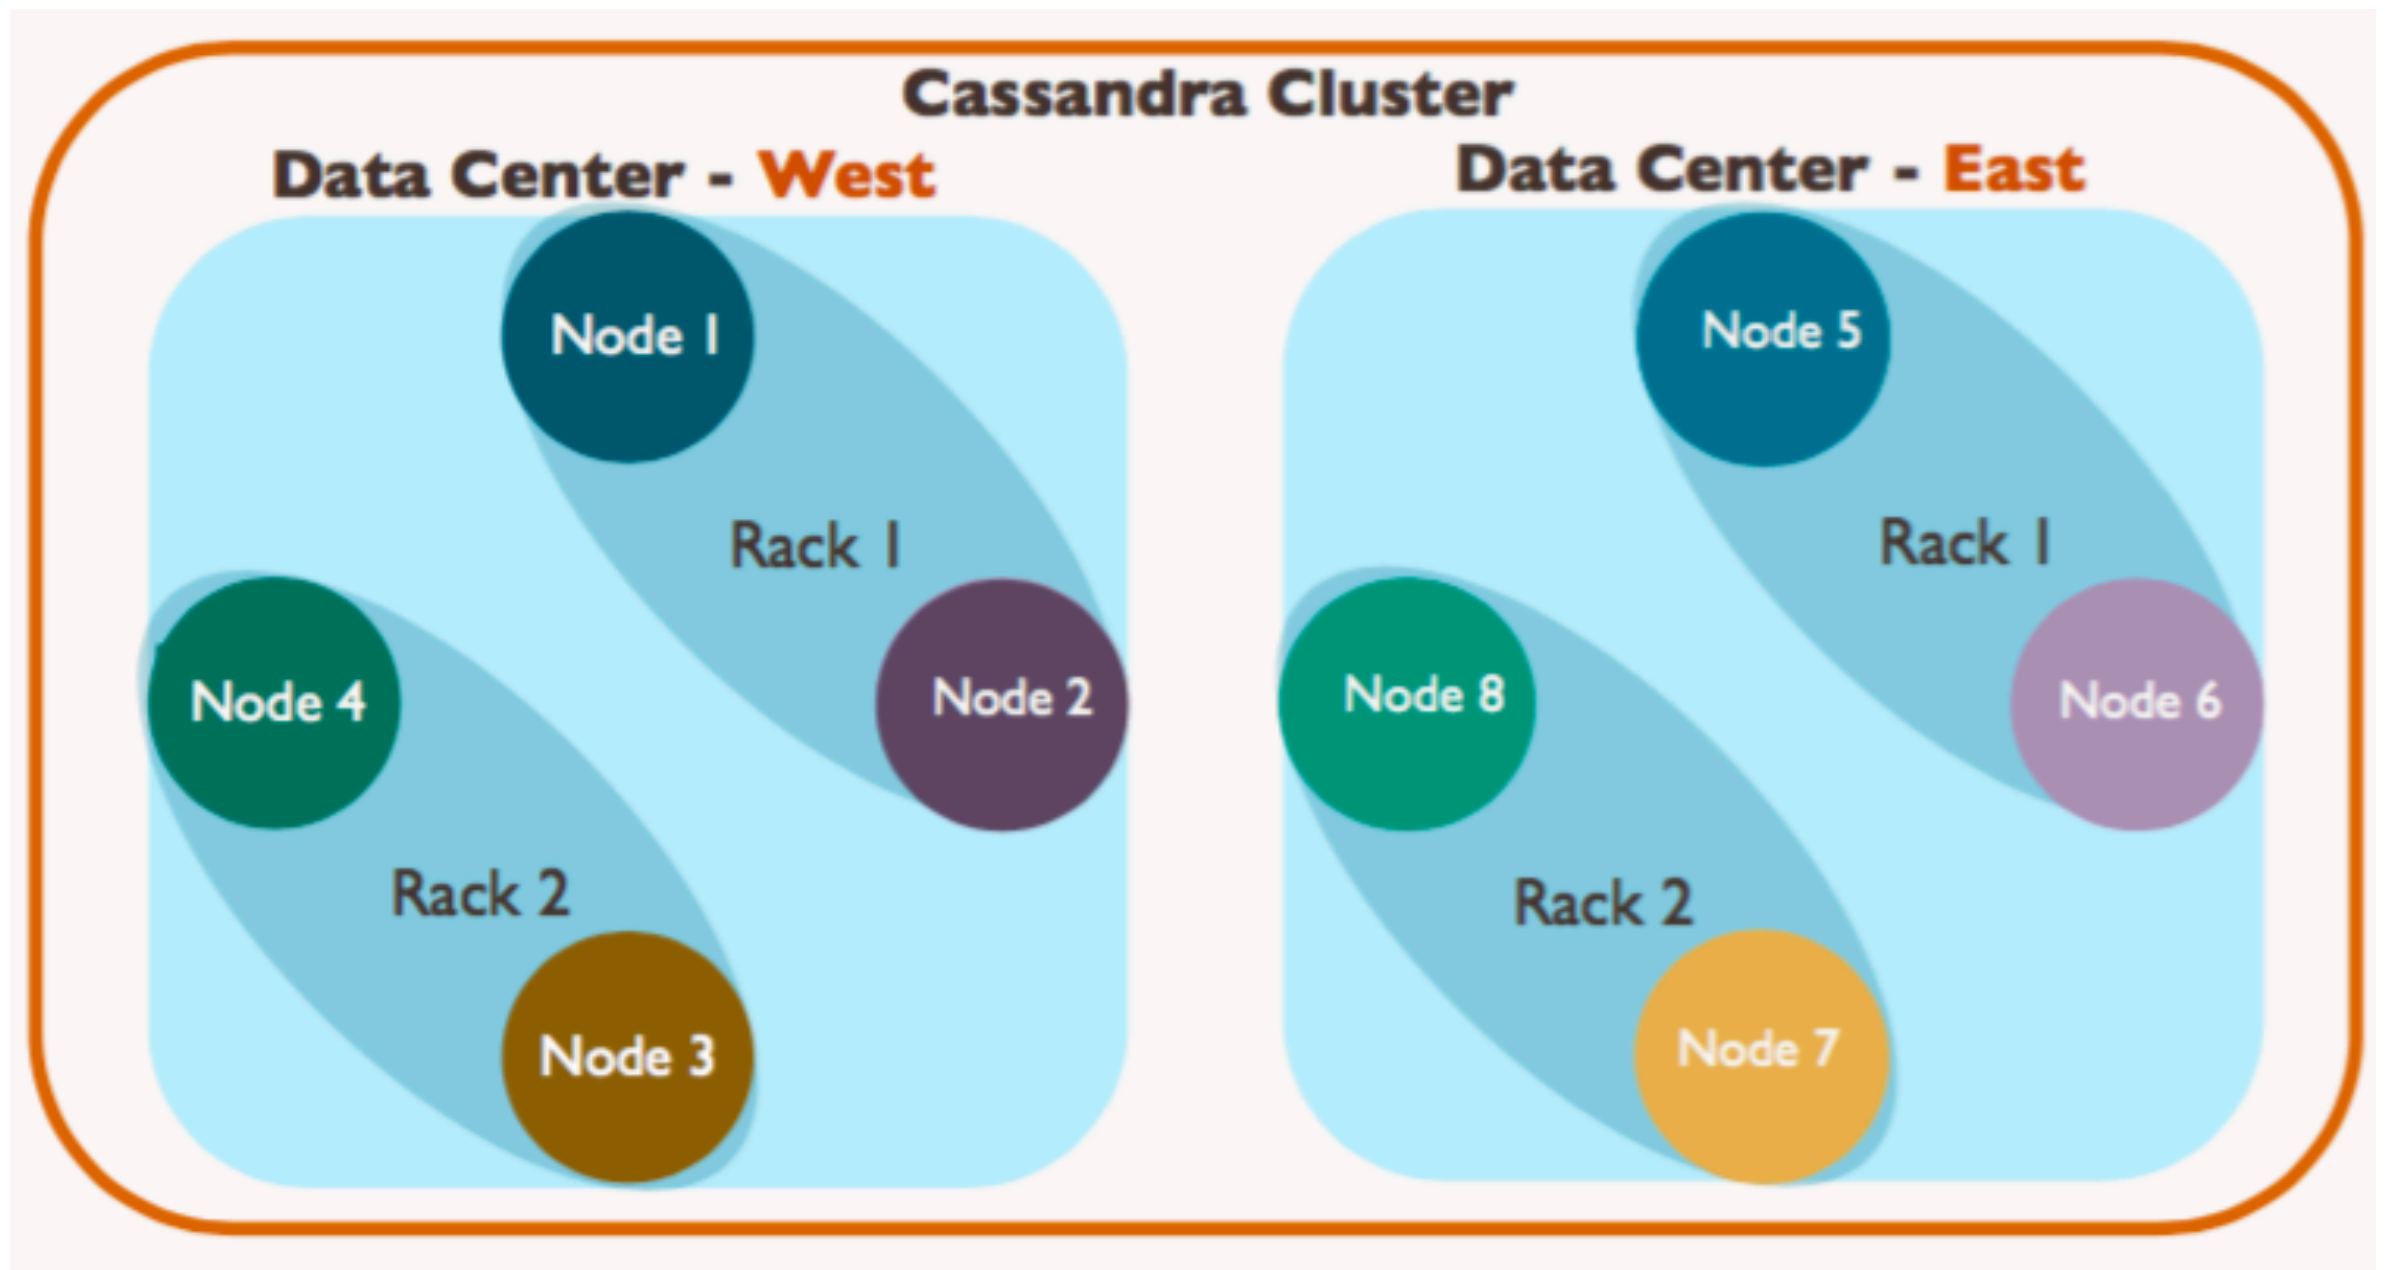 Cassandra Cluster
Data Center - West
Data Center - East
Node 1
Rack 1
Node 2
Node 4
Rack 2
Node 3
Node 5
Rack 1
Node 6
Node 8
Rack 2
Node 7